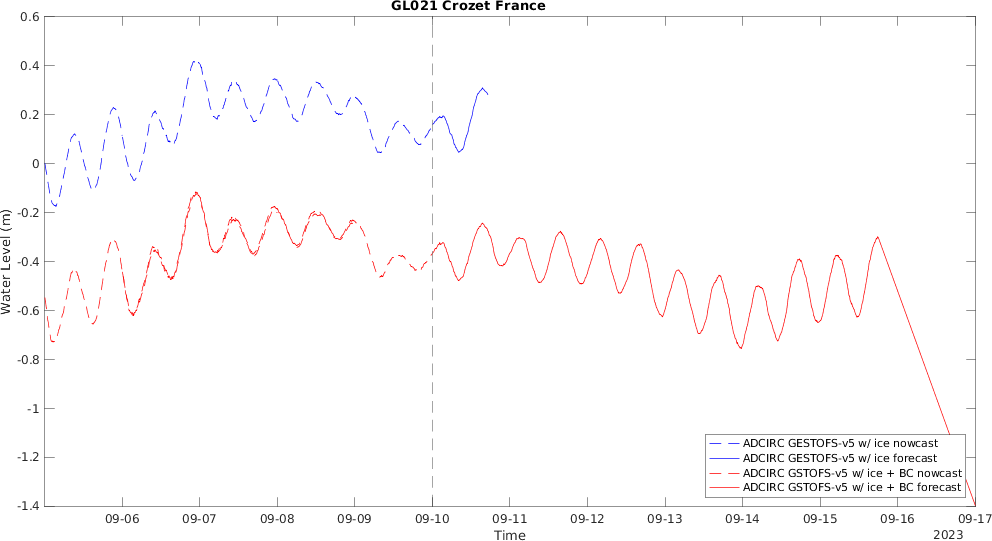 GL021 Crozet France
0.6
0.4
0.2
0
-0.2
-0.4
-0.6
-0.8
-1
-1.2
-1.4
Water Level (m)
ADCIRC GESTOFS-v5 w/ ice nowcast
ADCIRC GESTOFS-v5 w/ ice forecast
ADCIRC GSTOFS-v5 w/ ice + BC nowcast
ADCIRC GSTOFS-v5 w/ ice + BC forecast
09-06 09-07 09-08 09-09 09-10 09-11 09-12 09-13 09-14 09-15 09-16 09-17
Time
2023